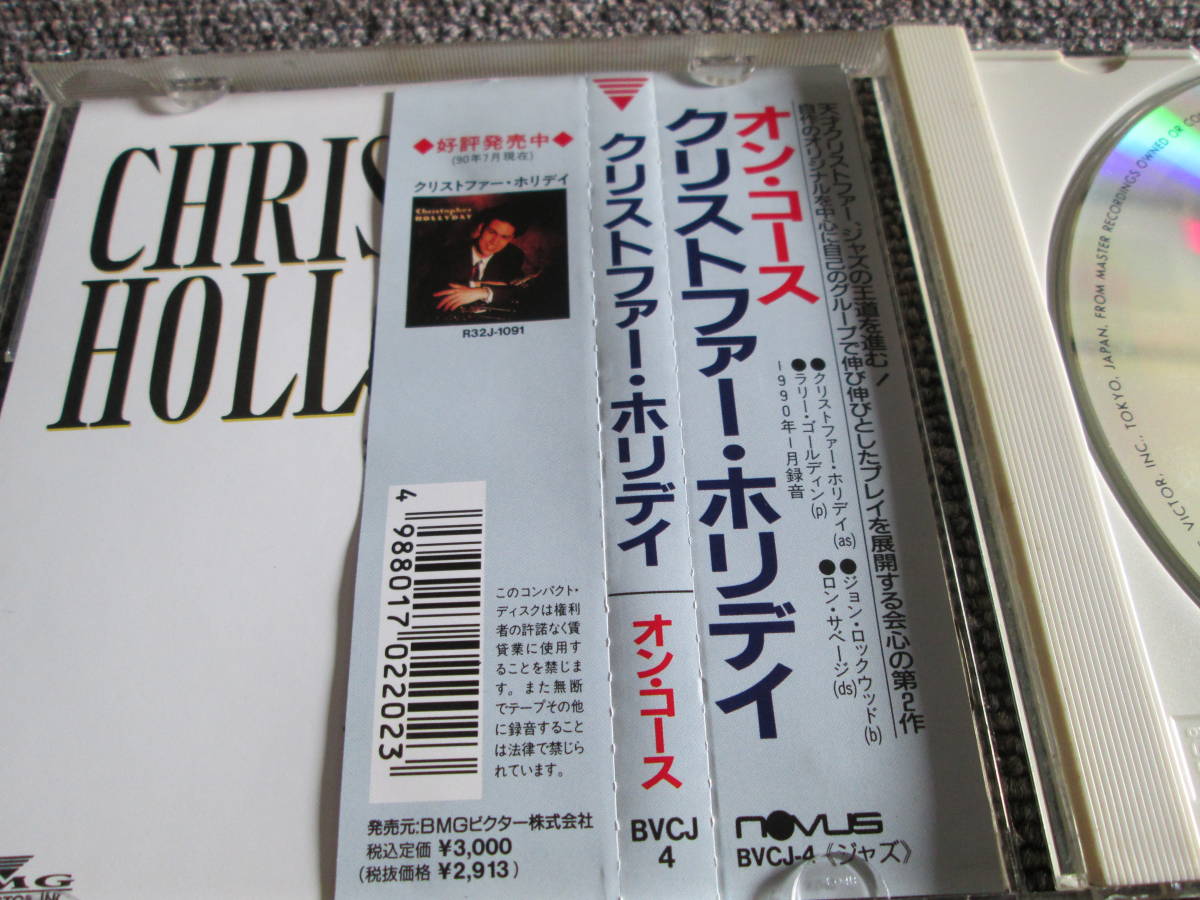 CHRIS
HOLL
◆好評発売中◆
(90年7月現在)
クリストファー・ホリデイ
Christopher
HOLLYDAY
R32J-1091
4 988017 022023
このコンパクト・
ディスクは権利
者の許諾なく賃
貸業に使用す
ることを禁じま
す。また無断
でテープその他
に録音すること
は法律で禁じら
れています。
発売元:BMGビクター株式会社
税込定価 ¥3,000
(税抜価格 ¥2,913)
クリストファー・ホリデイ
オン・コース
BVCJ
4
オン・コース
クリストファー・ホリデイ
天才クリストファー ジャズの王道を進む!
自作のオリジナルを中心に自己のグループで伸び伸びとしたプレイを展開する会心の第2作
●クリストファー・ホリデイ(as)
●ラリー・ゴールディン(p)
●ジョン・ロックウッド(b)
●ロン・サベージ(ds)
1990年1月録音
NOVUS
BVCJ-4《ジャズ》
VICTOR, INC., TOKYO, JAPAN. FROM MASTER RECORDINGS OWNED OR